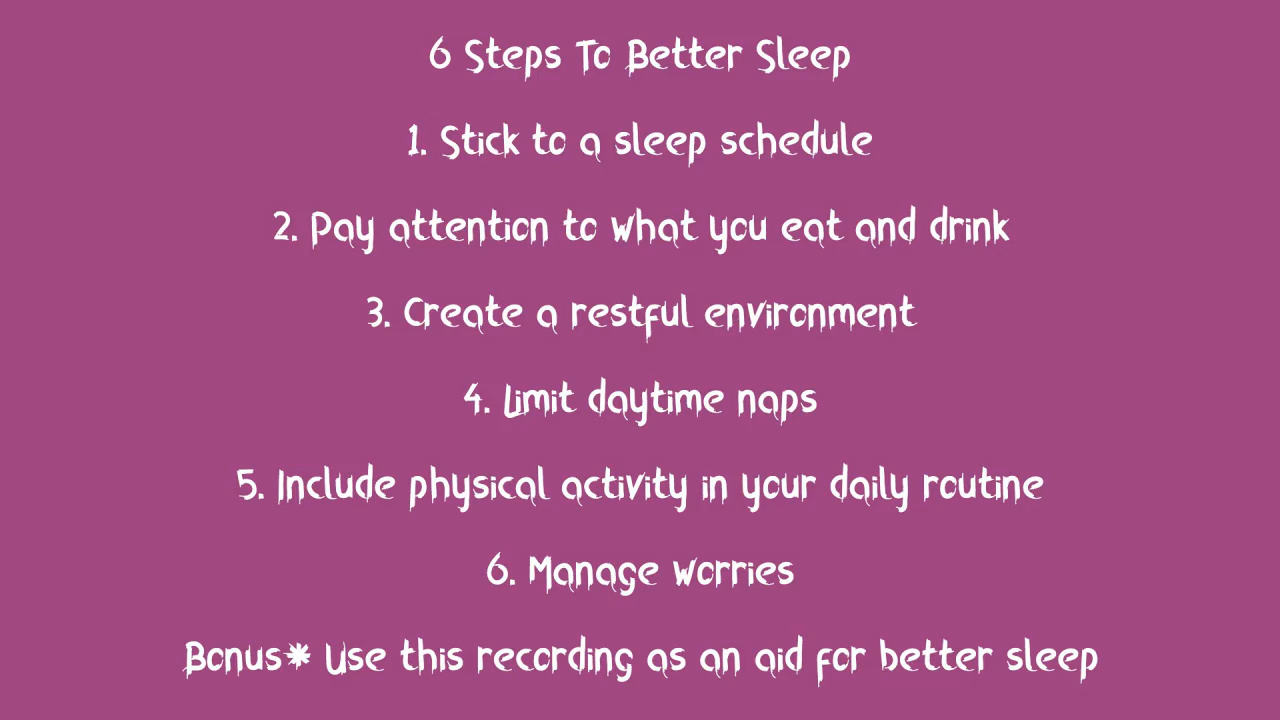 6 Steps To Better Sleep
1. Stick to a sleep schedule
2. Pay attention to what you eat and drink
3. Create a restful environment
4. Limit daytime naps
5. Include physical activity in your daily routine
6. Manage worries
Bonus* Use this recording as an aid for better sleep